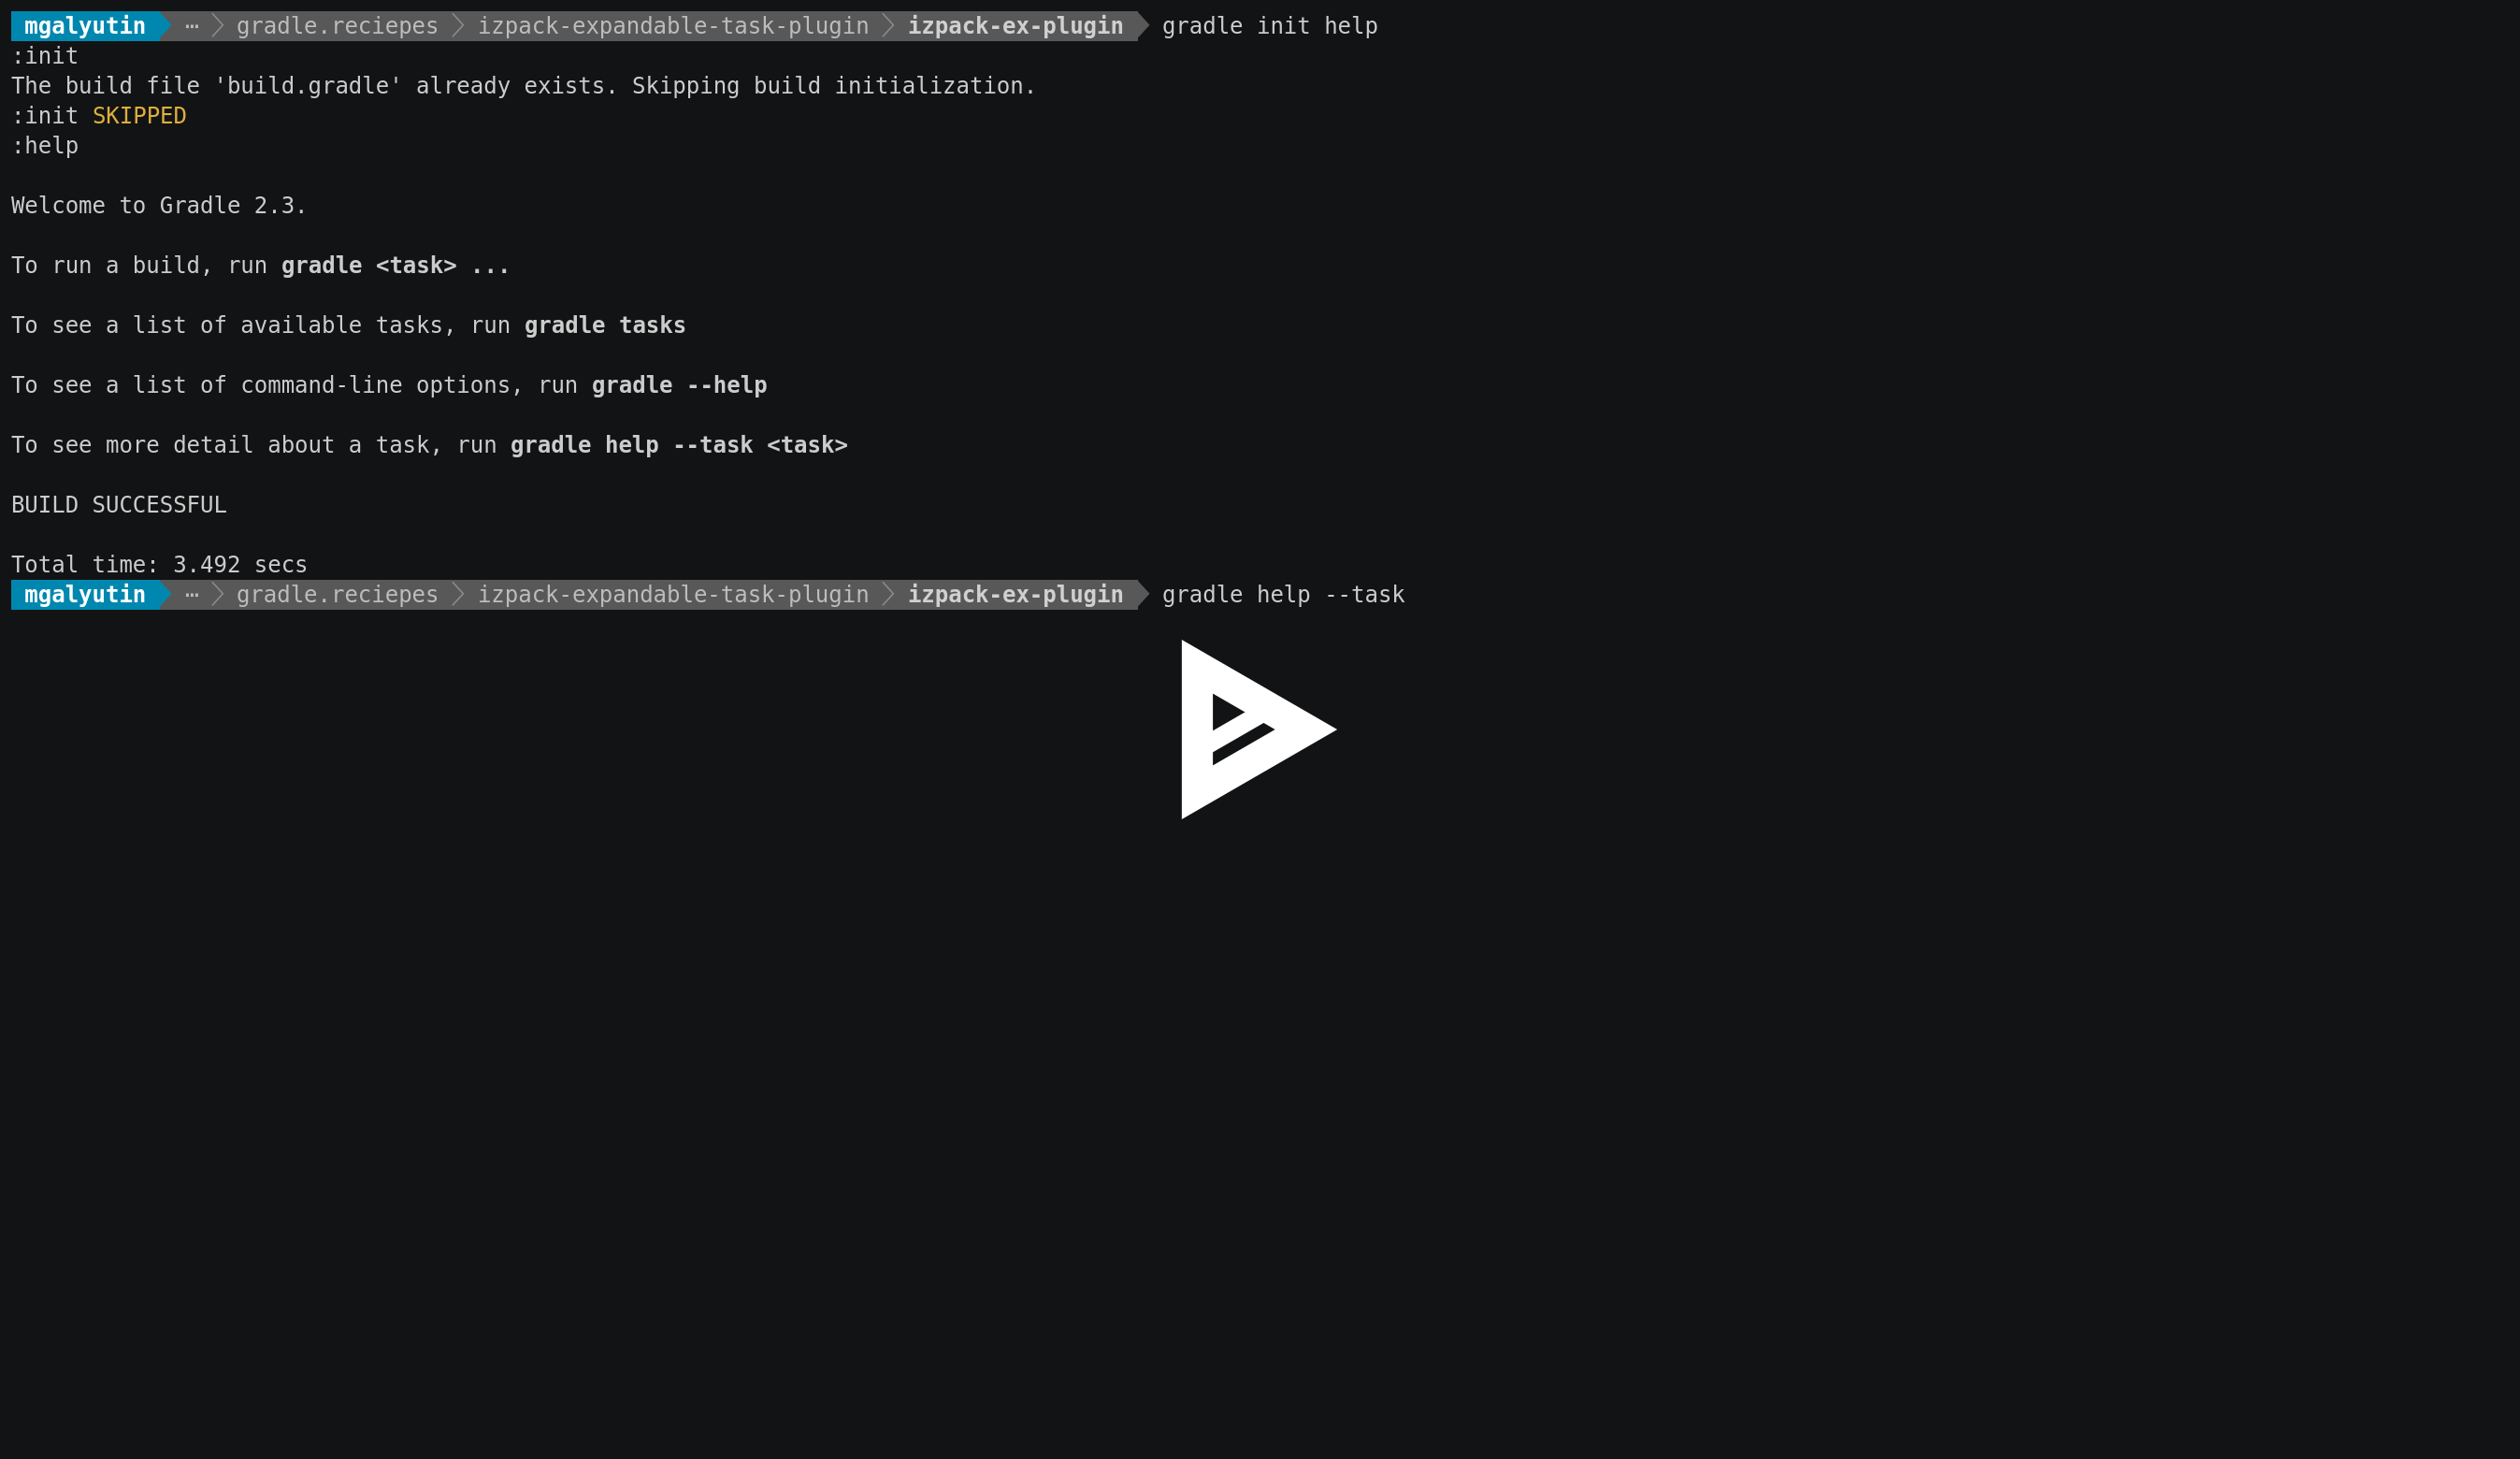 mgalyutin ⋯ gradle.reciepes izpack-expandable-task-plugin izpack-ex-plugin gradle init help
:init
The build file 'build.gradle' already exists. Skipping build initialization.
:init SKIPPED
:help
Welcome to Gradle 2.3.
To run a build, run gradle <task> ...
To see a list of available tasks, run gradle tasks
To see a list of command-line options, run gradle --help
To see more detail about a task, run gradle help --task <task>
BUILD SUCCESSFUL
Total time: 3.492 secs
mgalyutin ⋯ gradle.reciepes izpack-expandable-task-plugin izpack-ex-plugin gradle help --task